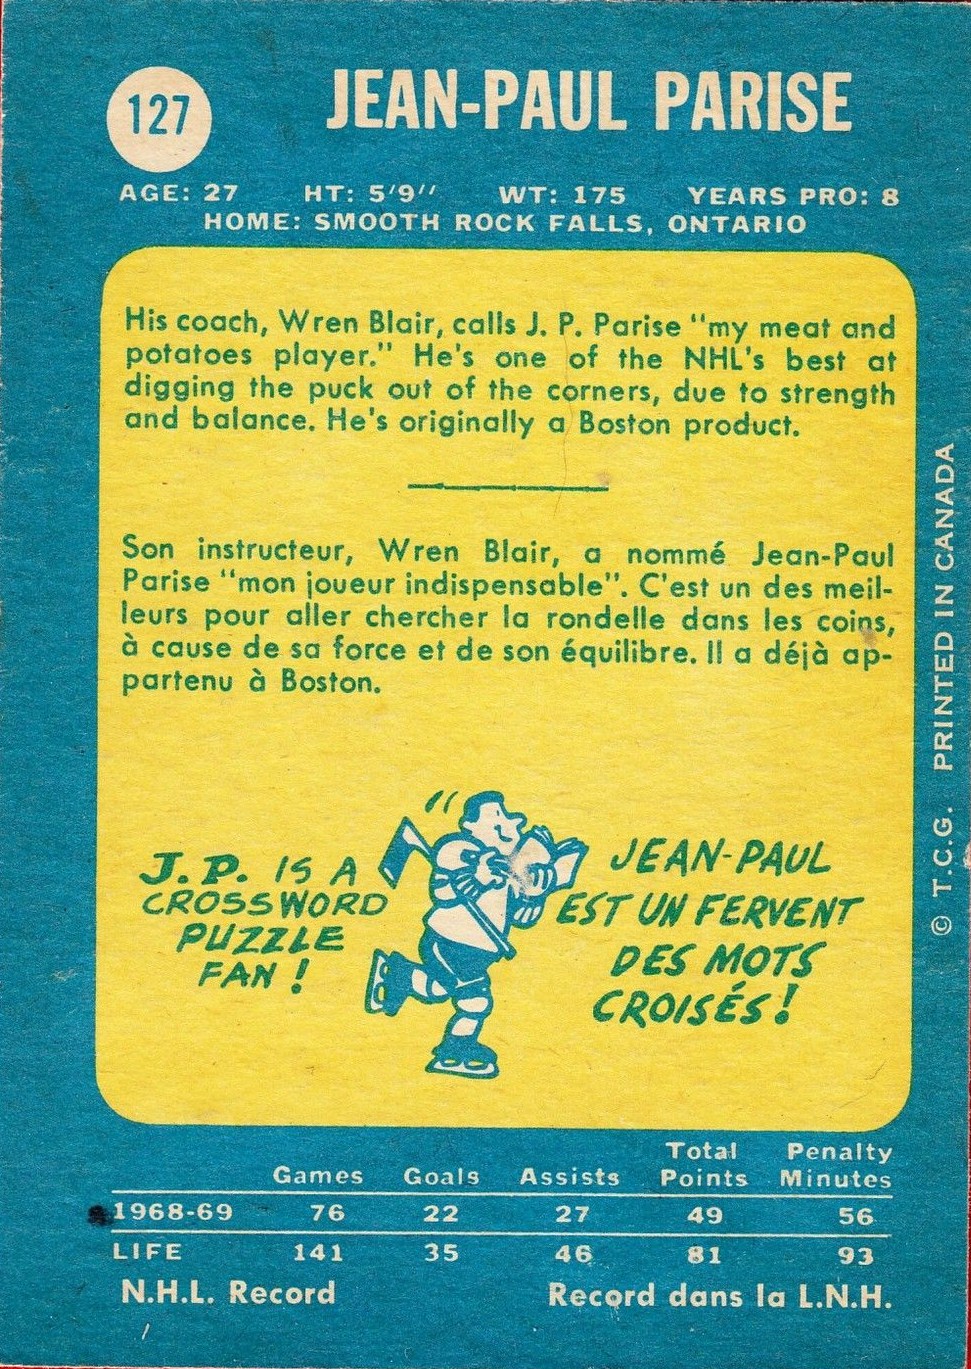 127
JEAN-PAUL PARISE
AGE: 27 HT: 5'9'' WT: 175 YEARS PRO: 8
HOME: SMOOTH ROCK FALLS, ONTARIO
His coach, Wren Blair, calls J. P. Parise "my meat and
potatoes player." He's one of the NHL's best at
digging the puck out of the corners, due to strength
and balance. He's originally a Boston product.
Son instructeur, Wren Blair, a nommé Jean-Paul
Parise "mon joueur indispensable". C'est un des meil-
leurs pour aller chercher la rondelle dans les coins,
à cause de sa force et de son équilibre. Il a déjà ap-
partenu à Boston.
J.P. IS A
CROSSWORD
PUZZLE
FAN!
JEAN-PAUL
EST UN FERVENT
DES MOTS
CROISÉS!
© T.C.G. PRINTED IN CANADA
Games Goals Assists Total Points Penalty Minutes
1968-69 76 22 27 49 56
LIFE 141 35 46 81 93
N.H.L. Record Record dans la L.N.H.